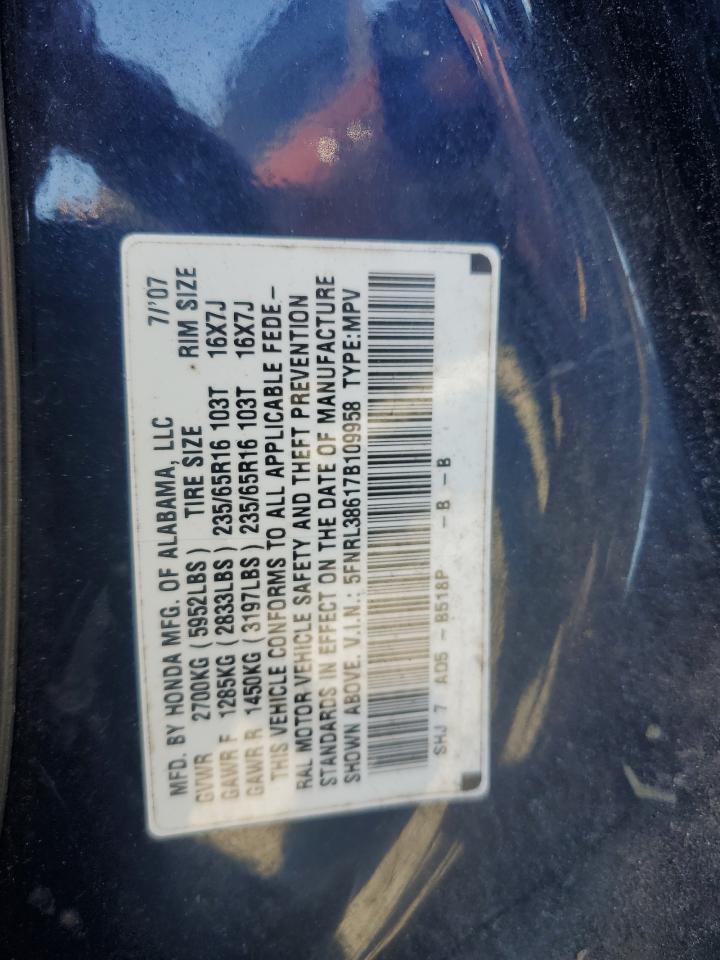 MFD. BY HONDA MFG. OF ALABAMA, LLC 7/'07
GVWR 2700KG ( 5952LBS ) TIRE SIZE RIM SIZE
GAWR F 1285KG ( 2833LBS ) 235/65R16 103T 16X7J
GAWR R 1450KG ( 3197LBS ) 235/65R16 103T 16X7J
THIS VEHICLE CONFORMS TO ALL APPLICABLE FEDE-
RAL MOTOR VEHICLE SAFETY AND THEFT PREVENTION
STANDARDS IN EFFECT ON THE DATE OF MANUFACTURE
SHOWN ABOVE. V.I.N.: 5FNRL38617B109958 TYPE:MPV
SHJ 7 A05 - B518P -B -B